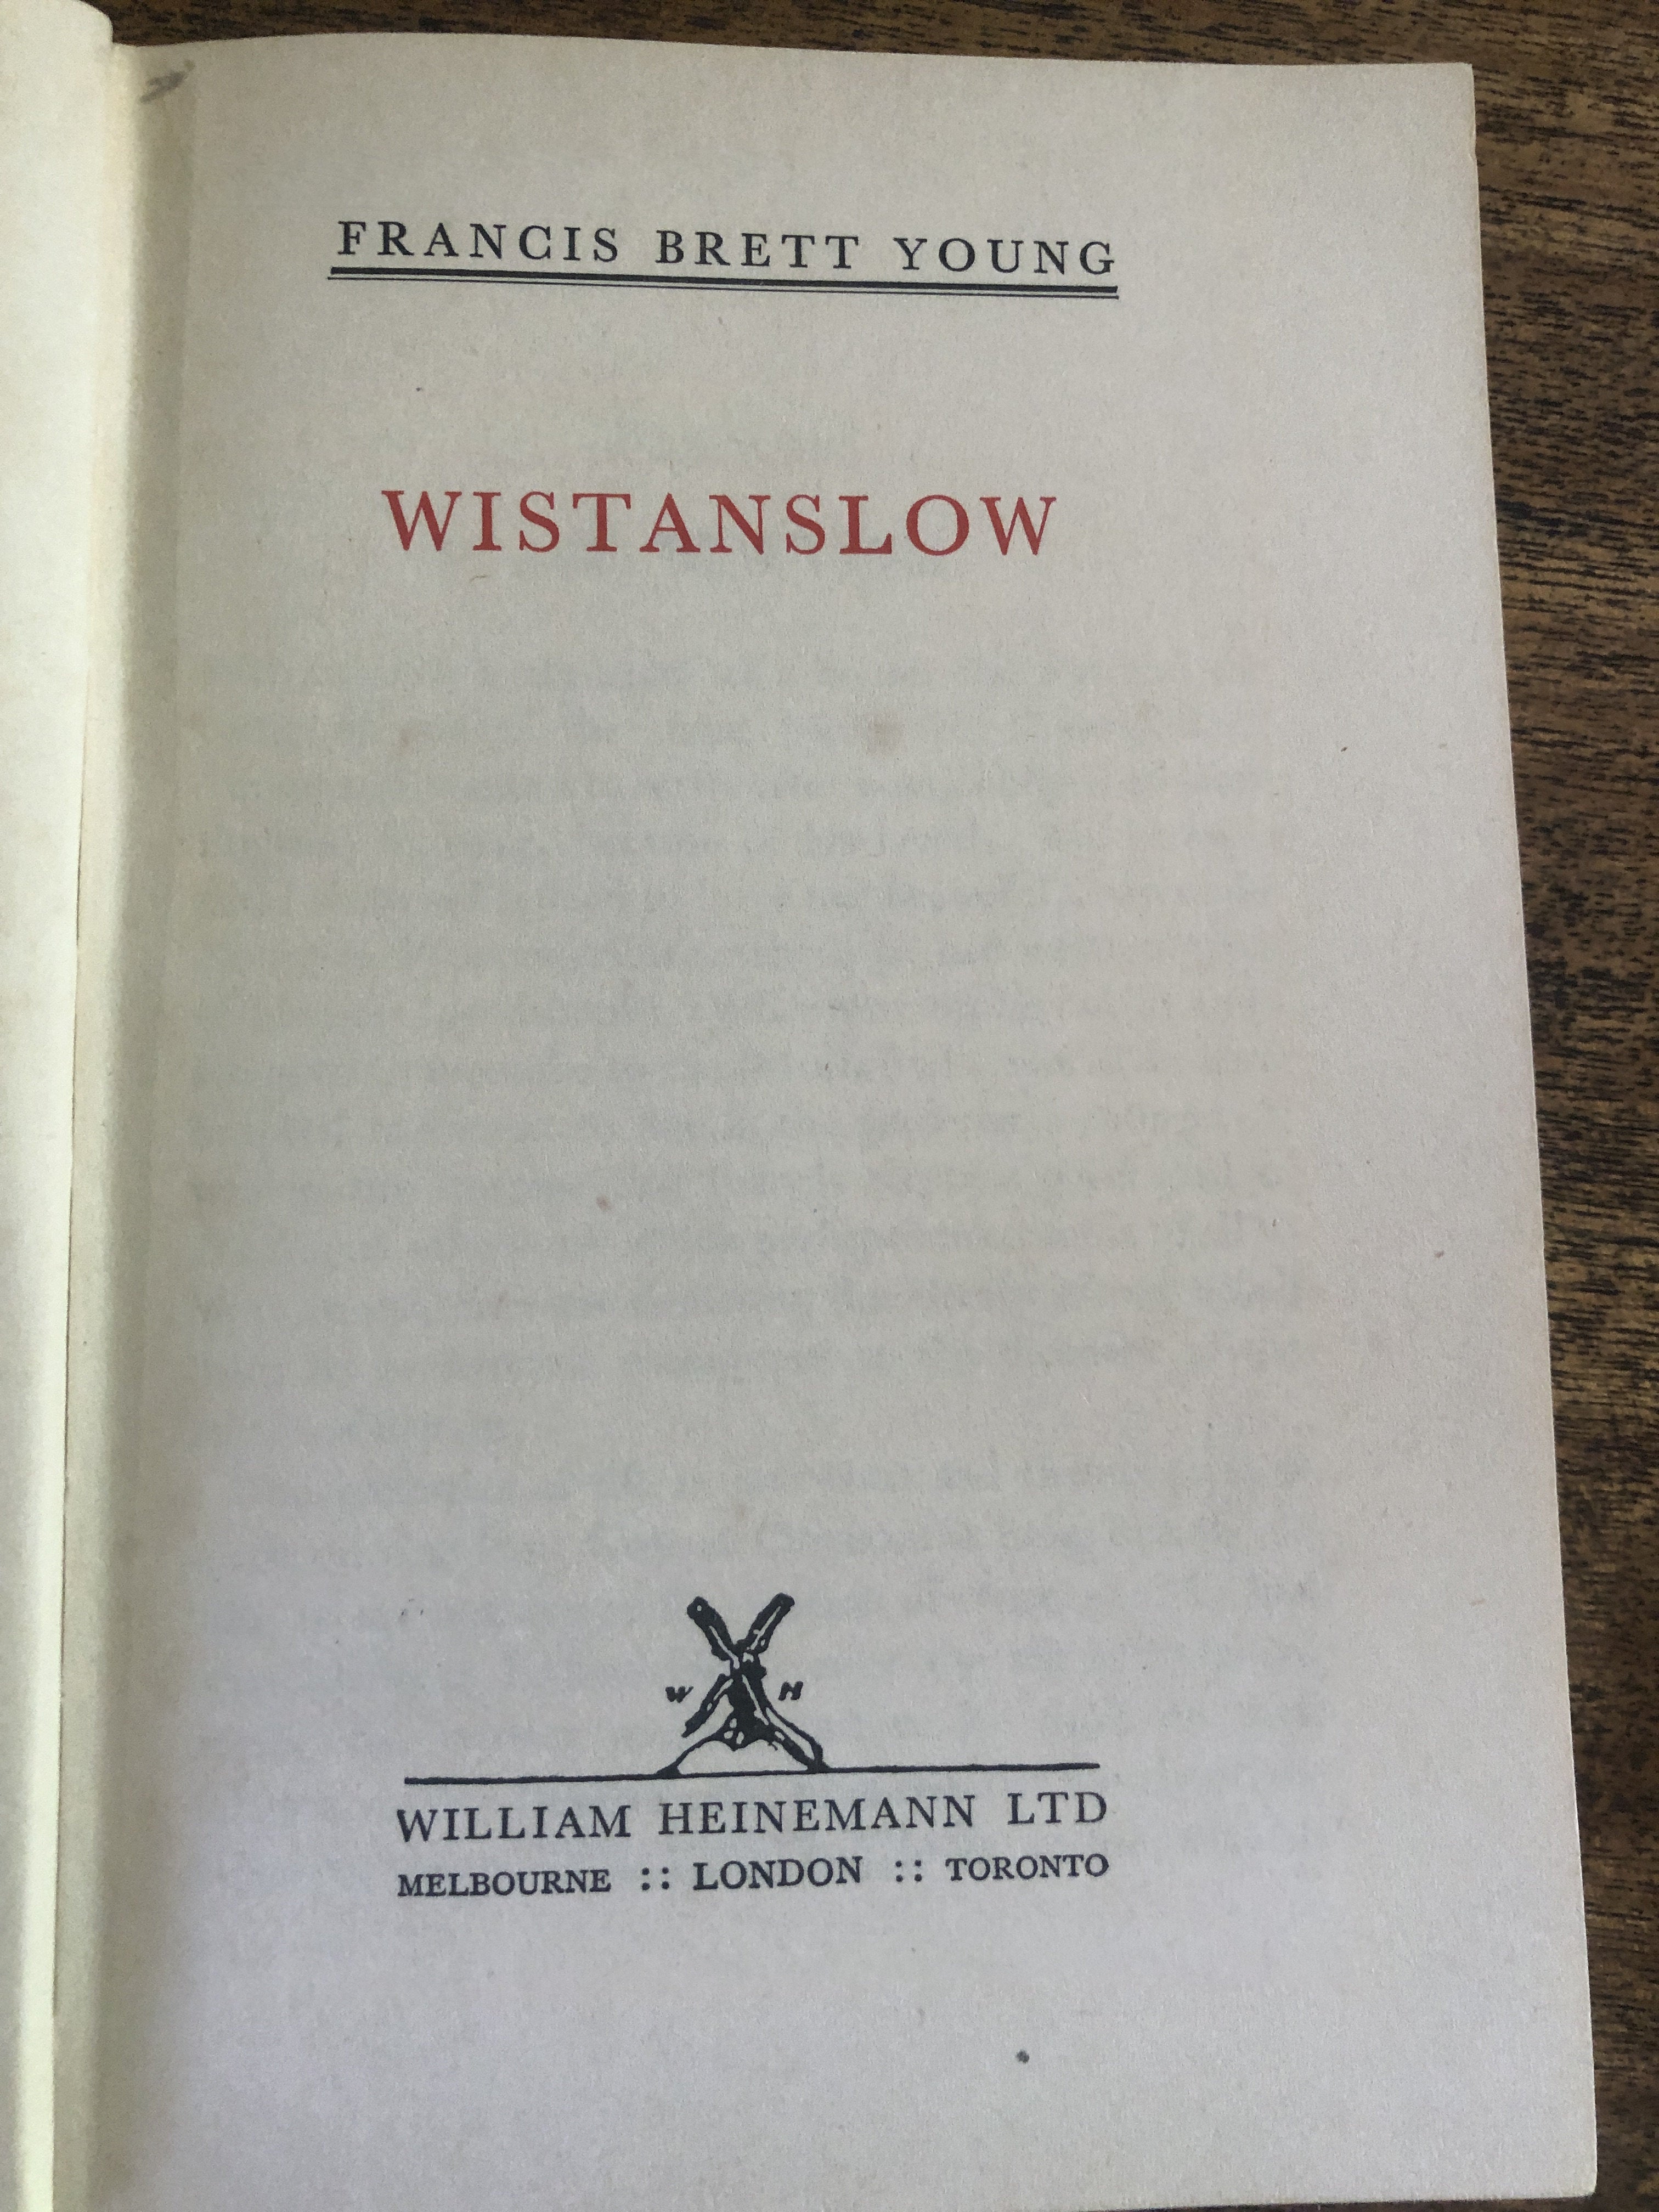 FRANCIS BRETT YOUNG
WISTANSLOW
W H
WILLIAM HEINEMANN LTD
MELBOURNE :: LONDON :: TORONTO